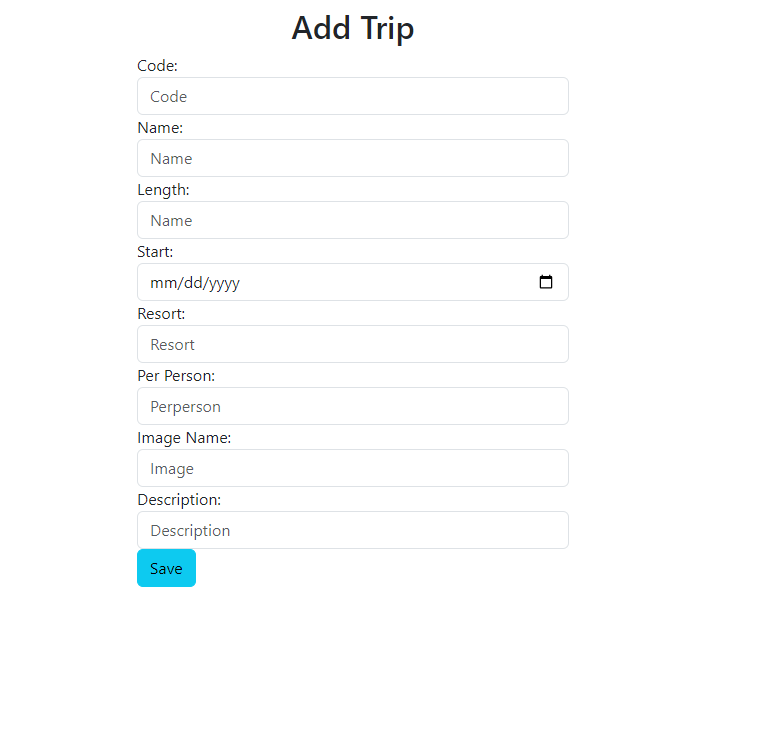 Add Trip
Code:
Code
Name:
Name
Length:
Name
Start:
mm/dd/yyyy
Resort:
Resort
Per Person:
Perperson
Image Name:
Image
Description:
Description
Save